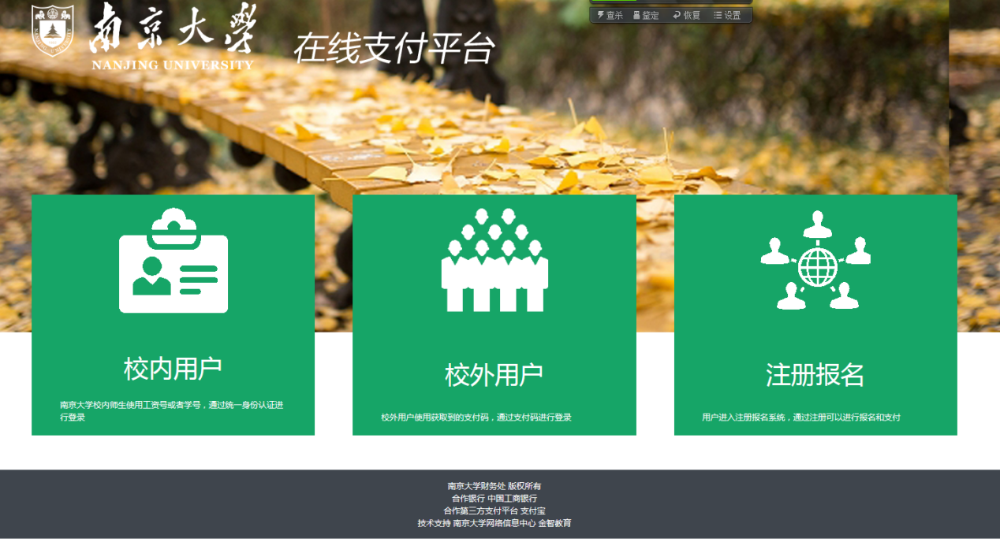 查杀 鉴定 恢复 设置
南京大學
NANJING UNIVERSITY
在线支付平台
校内用户
南京大学校内师生使用工资号或者学号，通过统一身份认证进
行登录
校外用户
校外用户使用获取到的支付码，通过支付码进行登录
注册报名
用户进入注册报名系统，通过注册可以进行报名和支付
南京大学财务处 版权所有
合作银行 中国工商银行
合作第三方支付平台 支付宝
技术支持 南京大学网络信息中心 金智教育